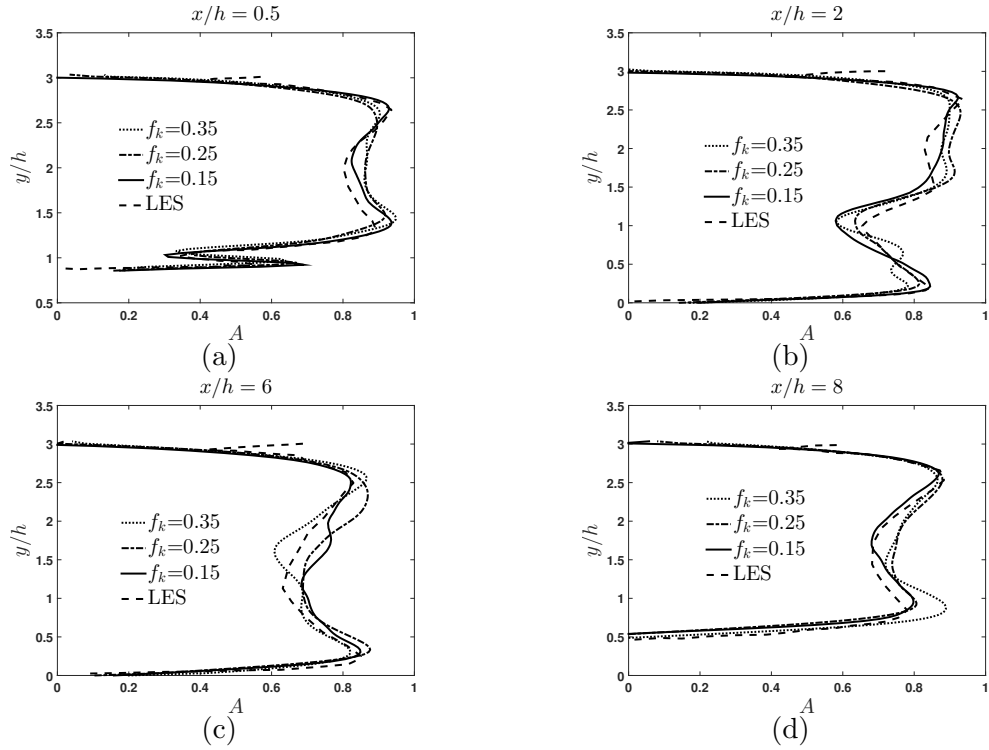 x/h = 0.5
3.5
3
2.5
2
1.5
1
0.5
y/h
f_k=0.35
f_k=0.25
f_k=0.15
LES
0 0.2 0.4 0.6 0.8 1
A
(a)
x/h = 2
3.5
3
2.5
2
1.5
1
0.5
0
y/h
f_k=0.35
f_k=0.25
f_k=0.15
LES
0 0.2 0.4 0.6 0.8 1
A
(b)
x/h = 6
3.5
3
2.5
2
1.5
1
0.5
0
y/h
f_k=0.35
f_k=0.25
f_k=0.15
LES
0 0.2 0.4 0.6 0.8 1
A
(c)
x/h = 8
3.5
3
2.5
2
1.5
1
0.5
0
y/h
f_k=0.35
f_k=0.25
f_k=0.15
LES
0 0.2 0.4 0.6 0.8 1
A
(d)